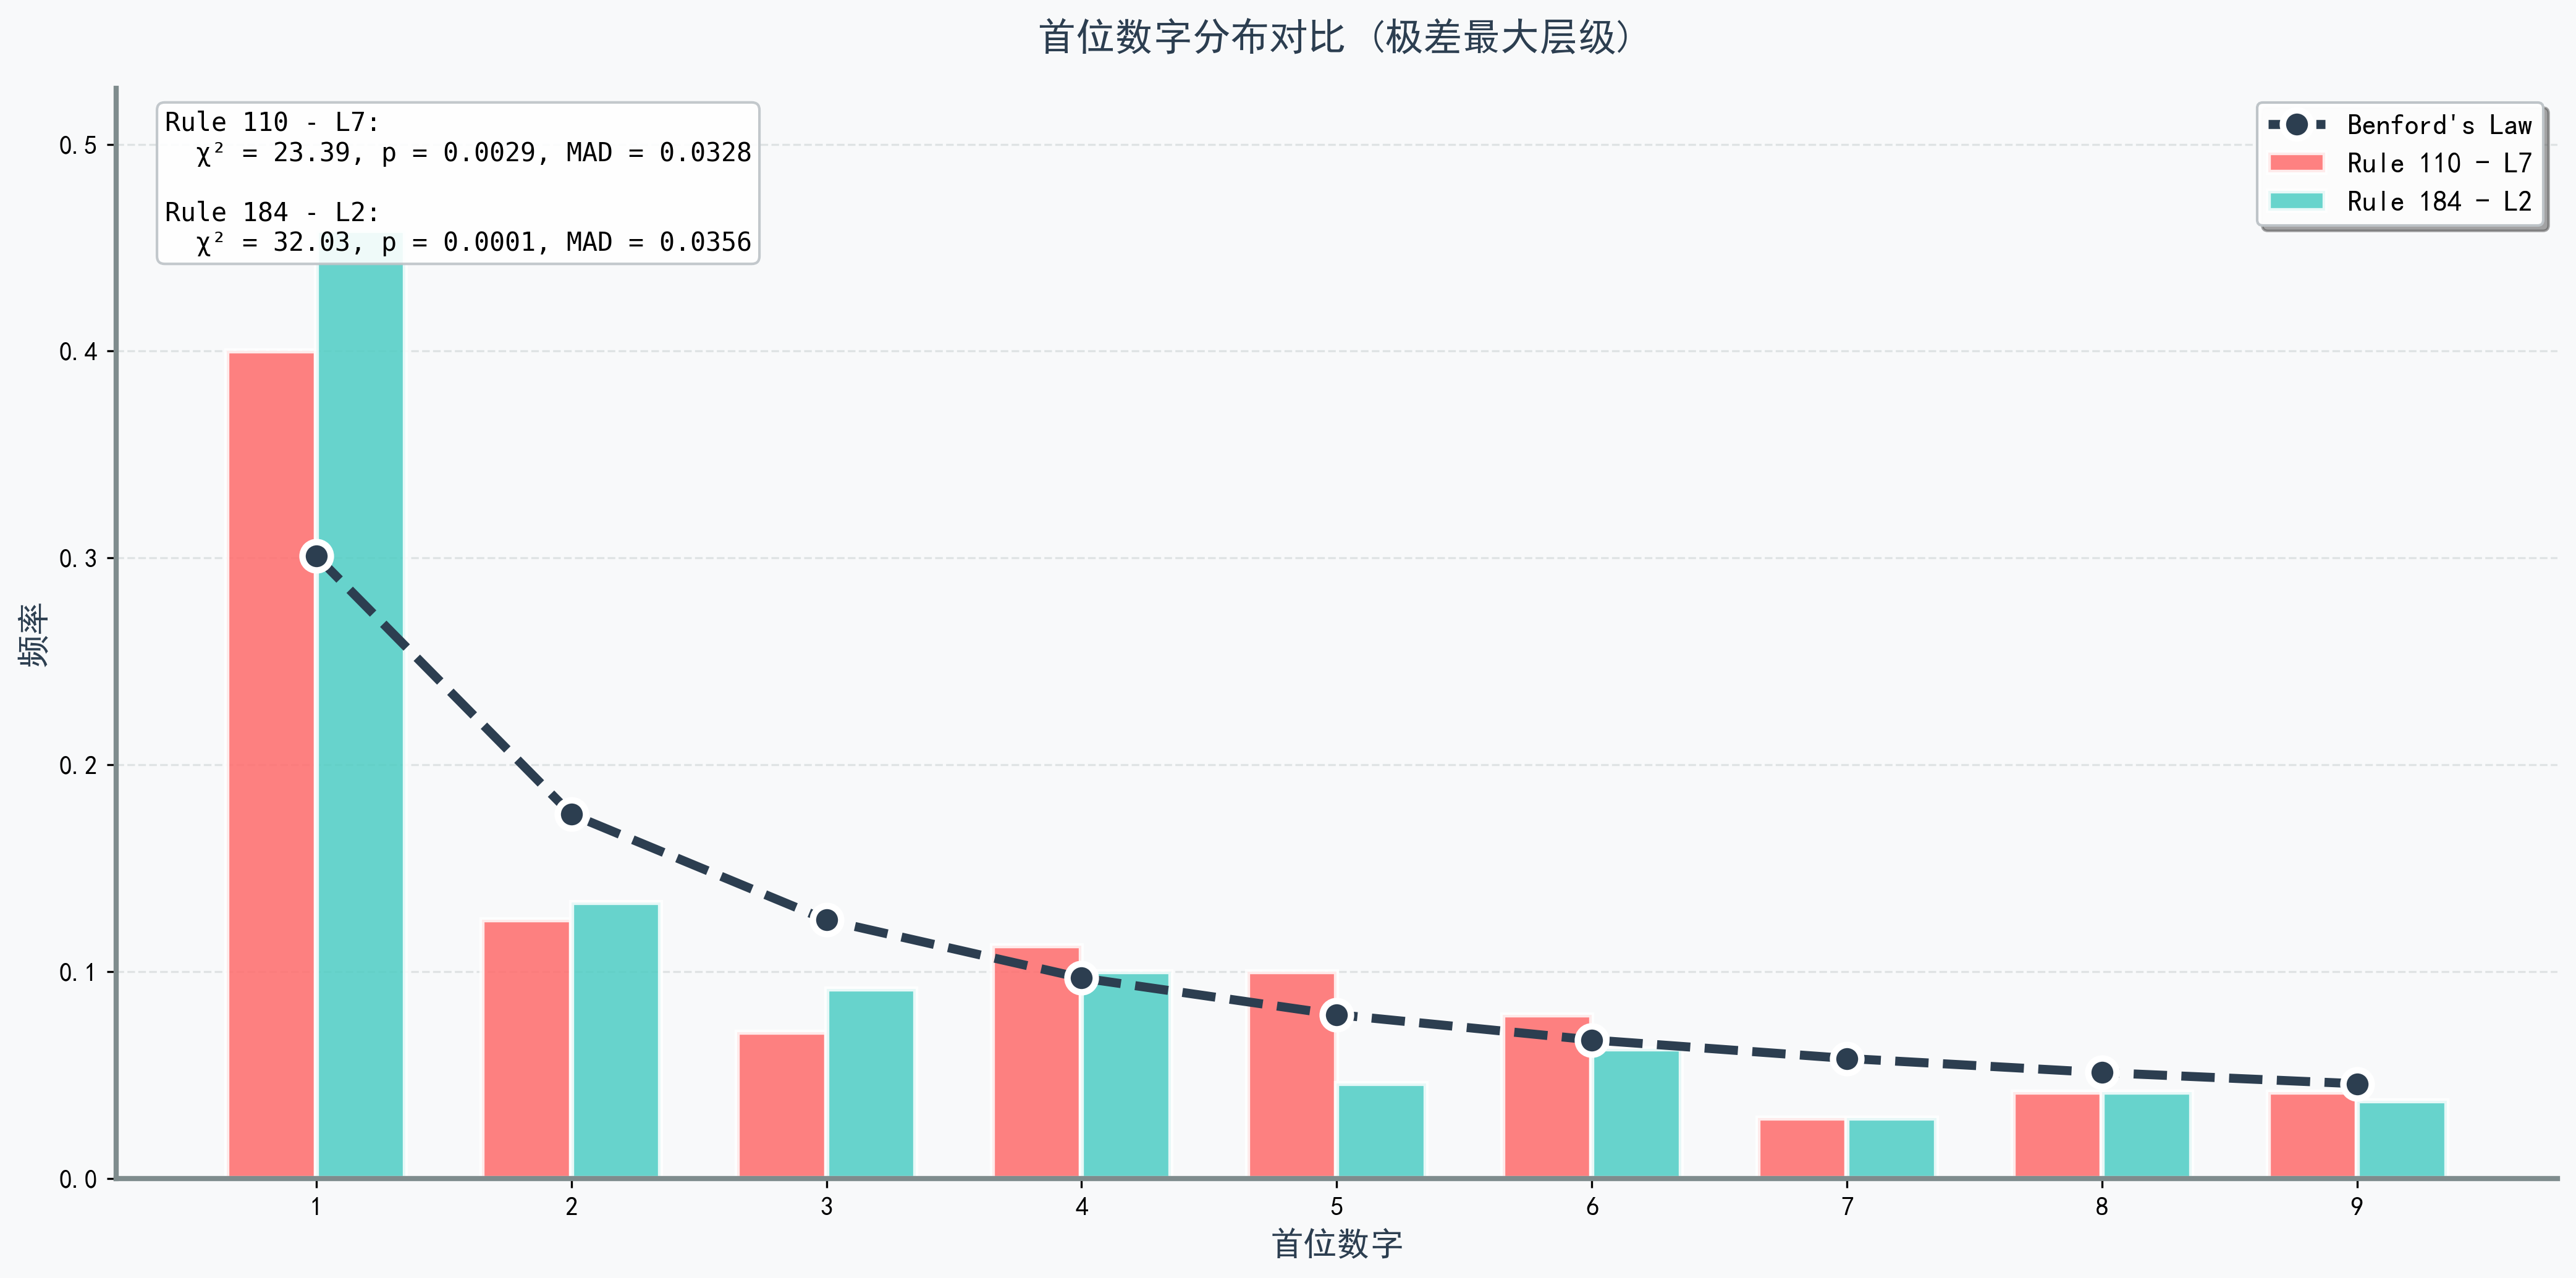 首位数字分布对比 (极差最大层级)
Rule 110 - L7:
χ² = 23.39, p = 0.0029, MAD = 0.0328
Rule 184 - L2:
χ² = 32.03, p = 0.0001, MAD = 0.0356
Benford's Law
Rule 110 - L7
Rule 184 - L2
频率
0.5
0.4
0.3
0.2
0.1
0.0
1 2 3 4 5 6 7 8 9
首位数字